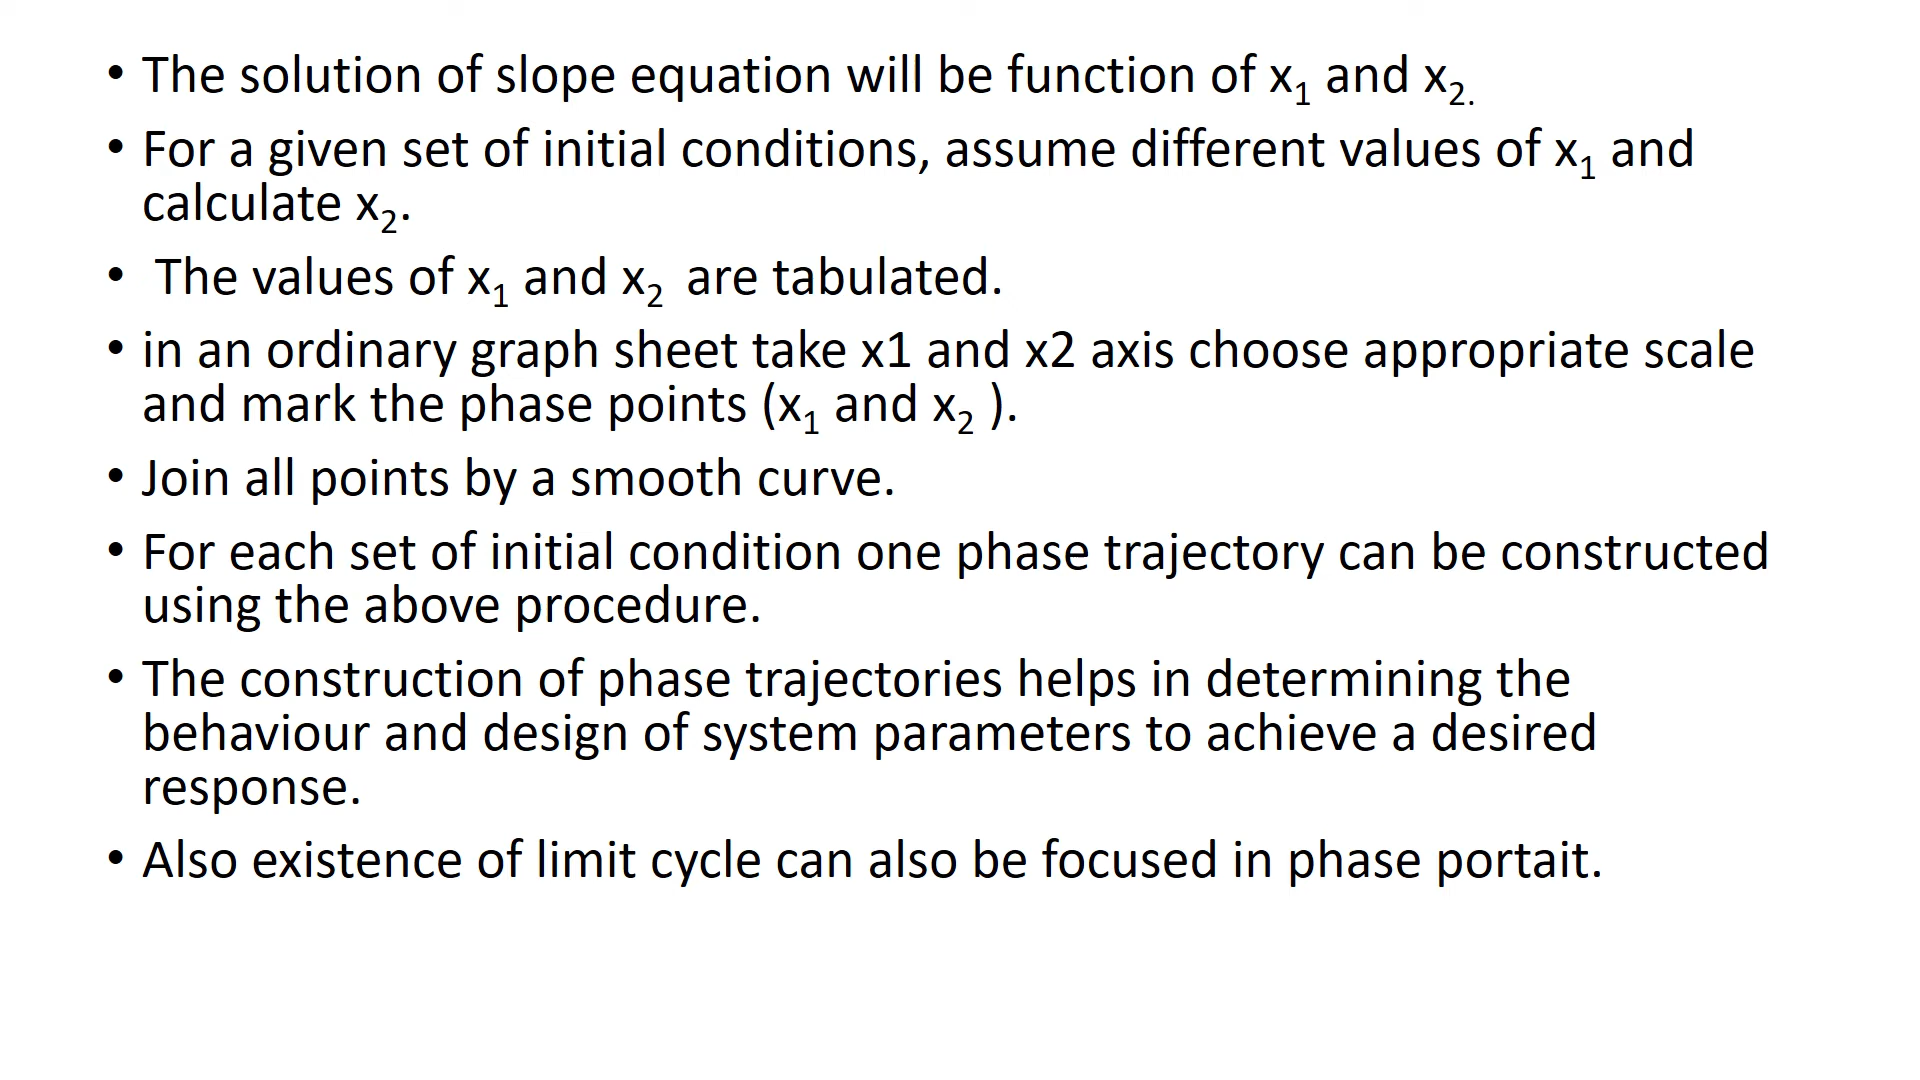 • The solution of slope equation will be function of x₁ and x₂.
• For a given set of initial conditions, assume different values of x₁ and
calculate x₂.
• The values of x₁ and x₂ are tabulated.
• in an ordinary graph sheet take x1 and x2 axis choose appropriate scale
and mark the phase points (x₁ and x₂ ).
• Join all points by a smooth curve.
• For each set of initial condition one phase trajectory can be constructed
using the above procedure.
• The construction of phase trajectories helps in determining the
behaviour and design of system parameters to achieve a desired
response.
• Also existence of limit cycle can also be focused in phase portait.